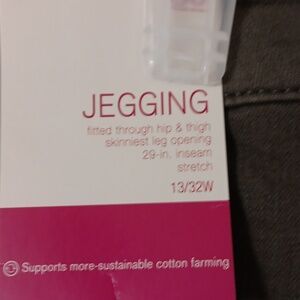 JEGGING
fitted through hip & thigh
skinniest leg opening
29-in. inseam
stretch
13/32W
Supports more-sustainable cotton farming